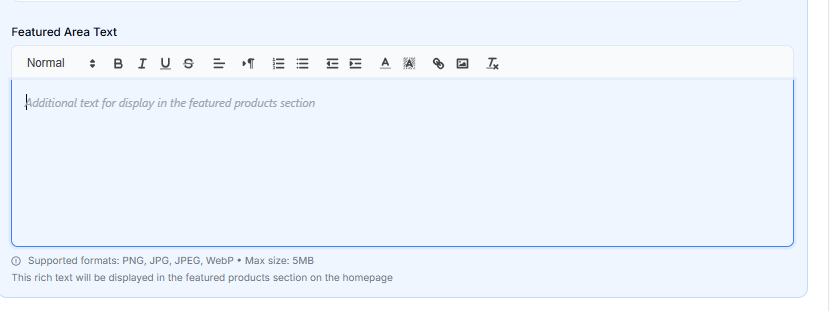 Featured Area Text
Normal
Additional text for display in the featured products section
Supported formats: PNG, JPG, JPEG, WebP • Max size: 5MB
This rich text will be displayed in the featured products section on the homepage